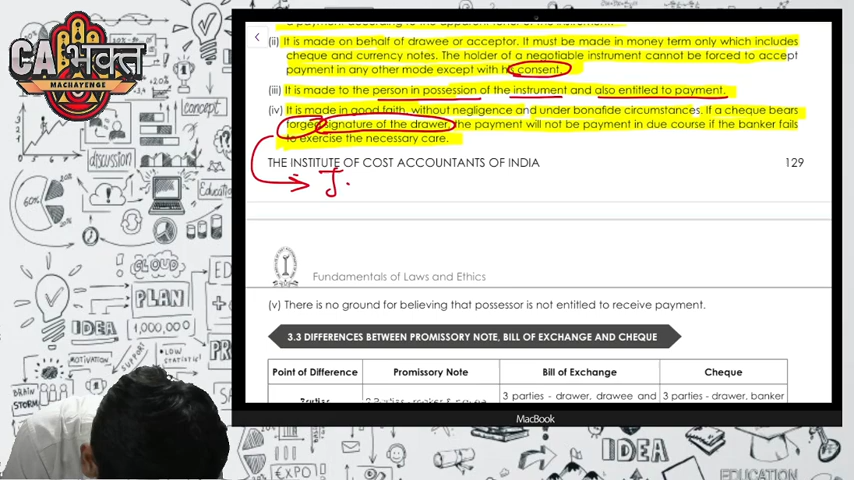 CA भक्त
MACHAYENGE
(ii) It is made on behalf of drawee or acceptor. It must be made in money term only which includes
cheque and currency notes. The holder of a negotiable instrument cannot be forced to accept
payment in any other mode except with his consent.
(iii) It is made to the person in possession of the instrument and also entitled to payment.
(iv) It is made in good faith, without negligence and under bonafide circumstances. If a cheque bears
forged signature of the drawer, the payment will not be payment in due course if the banker fails
to exercise the necessary care.
THE INSTITUTE OF COST ACCOUNTANTS OF INDIA 129
Fundamentals of Laws and Ethics
(v) There is no ground for believing that possessor is not entitled to receive payment.
3.3 DIFFERENCES BETWEEN PROMISSORY NOTE, BILL OF EXCHANGE AND CHEQUE
Point of Difference Promissory Note Bill of Exchange Cheque
3 parties - drawer, drawee and 3 parties - drawer, banker
MacBook
concept
discussion
Education
CLOUD
PLAN
IDEA
1,000,000
MOTIVATION
SUPPORT
LOW
BRAIN
STORM
EXPO
IDEA
EDUCATION